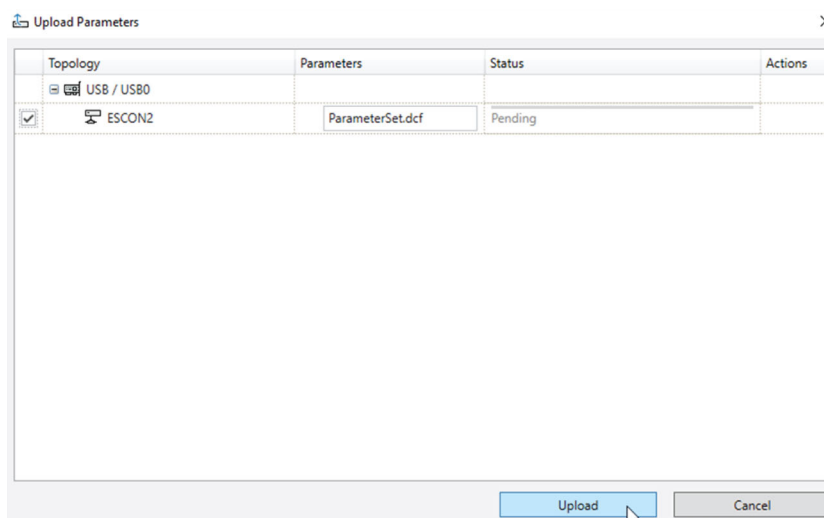 Upload Parameters
Topology Parameters Status Actions
USB / USB0
ESCON2 ParameterSet.dcf Pending
Upload Cancel